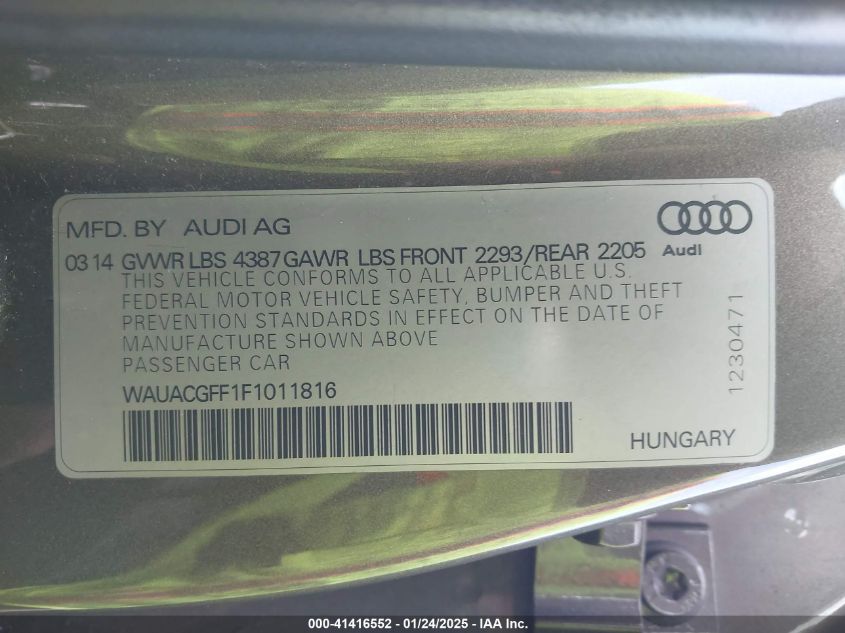 MFD. BY AUDI AG
Audi
03 14 GVWR LBS 4387 GAWR LBS FRONT 2293/REAR 2205
THIS VEHICLE CONFORMS TO ALL APPLICABLE U.S.
FEDERAL MOTOR VEHICLE SAFETY, BUMPER AND THEFT
PREVENTION STANDARDS IN EFFECT ON THE DATE OF
MANUFACTURE SHOWN ABOVE
PASSENGER CAR
WAUACGFF1F1011816
HUNGARY
1230471
000-41416552 - 01/24/2025 - IAA Inc.